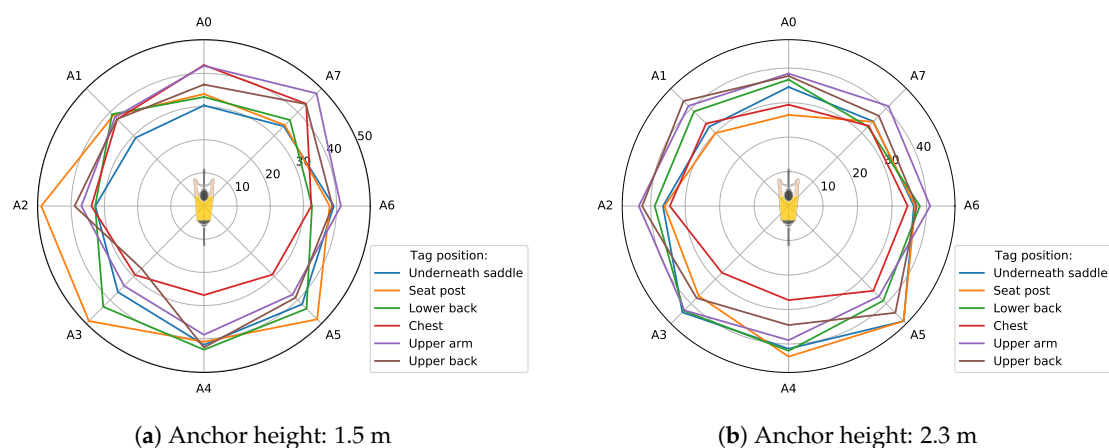 A0
A1
A7
50
40
30
20
10
A2
A6
Tag position:
Underneath saddle
Seat post
Lower back
Chest
Upper arm
Upper back
A3
A5
A4
(a) Anchor height: 1.5 m
A0
A1
A7
40
30
20
10
A2
A6
Tag position:
Underneath saddle
Seat post
Lower back
Chest
Upper arm
Upper back
A3
A5
A4
(b) Anchor height: 2.3 m